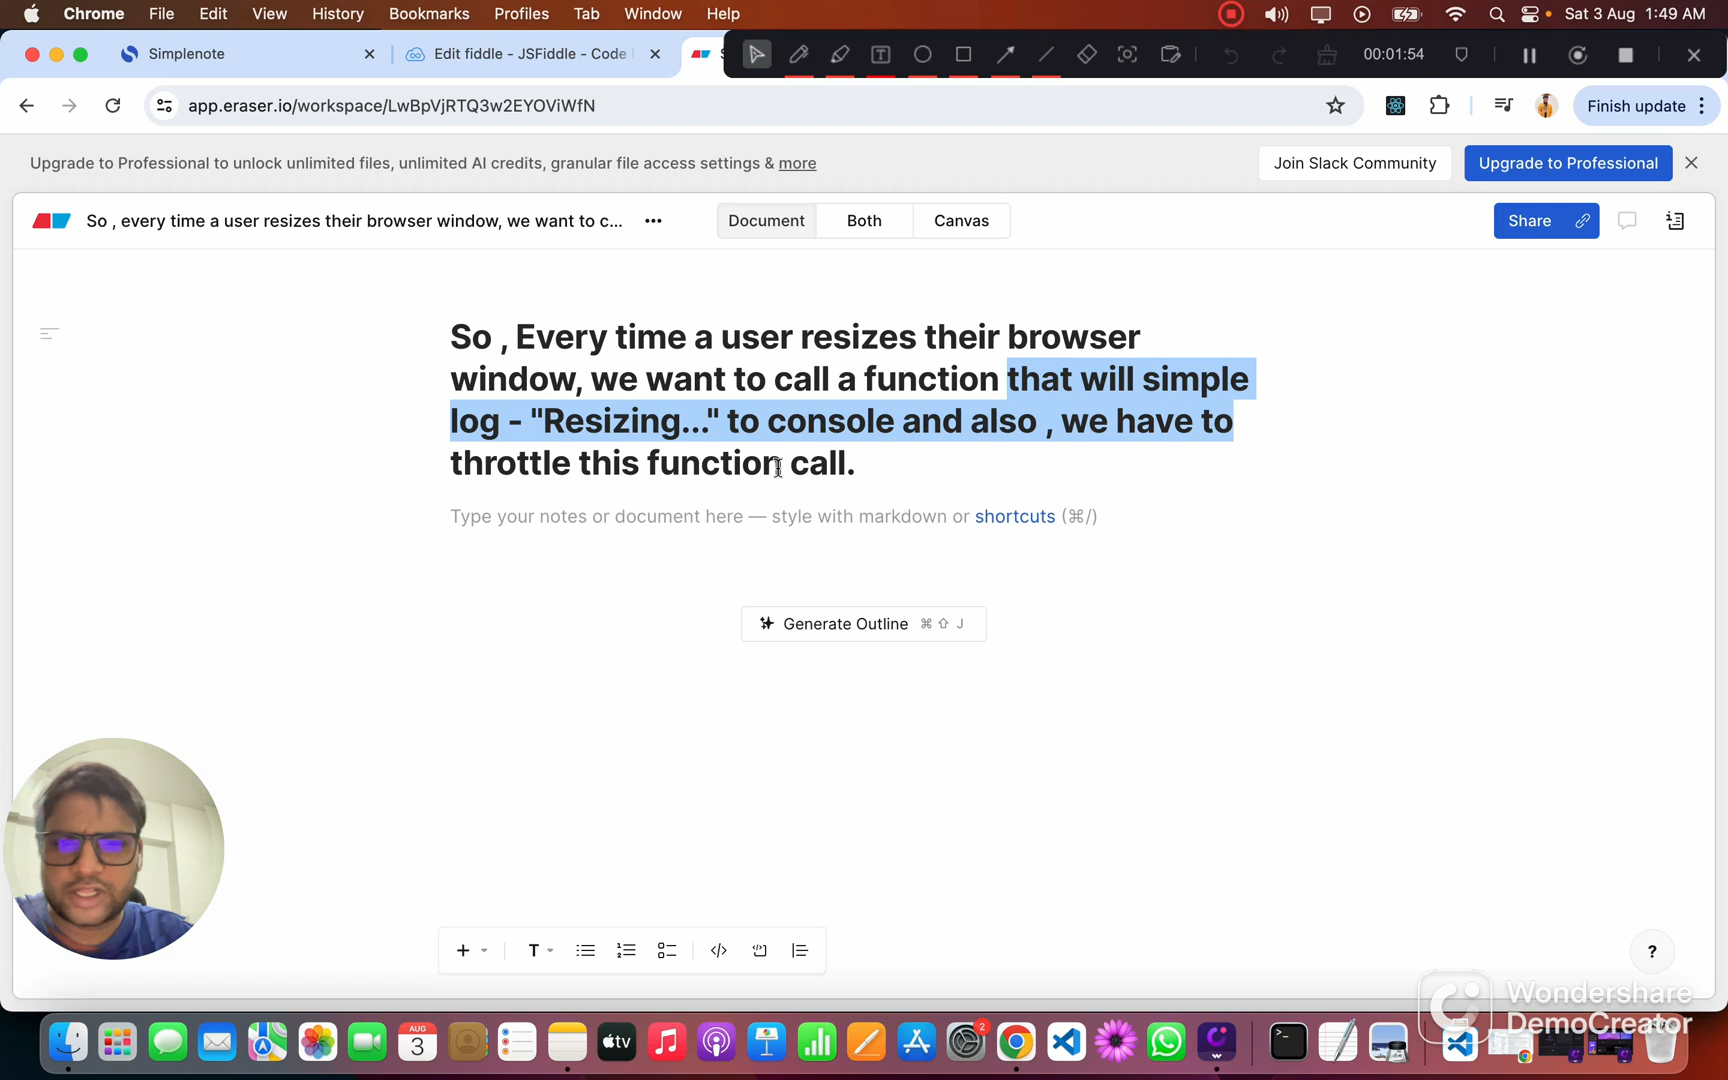 Chrome File Edit View History Bookmarks Profiles Tab Window Help Sat 3 Aug 1:49 AM
Simplenote Edit fiddle - JSFiddle - Code 00:01:54
app.eraser.io/workspace/LwBpVjRTQ3w2EYOViWfN Finish update
Upgrade to Professional to unlock unlimited files, unlimited AI credits, granular file access settings & more Join Slack Community Upgrade to Professional
So , every time a user resizes their browser window, we want to c... Document Both Canvas Share
So , Every time a user resizes their browser
window, we want to call a function that will simple
log - "Resizing..." to console and also , we have to
throttle this function call.
Type your notes or document here — style with markdown or shortcuts (⌘/)
Generate Outline ⌘ ⇧ J
T
?
Wondershare
DemoCreator
AUG
3
tv
2